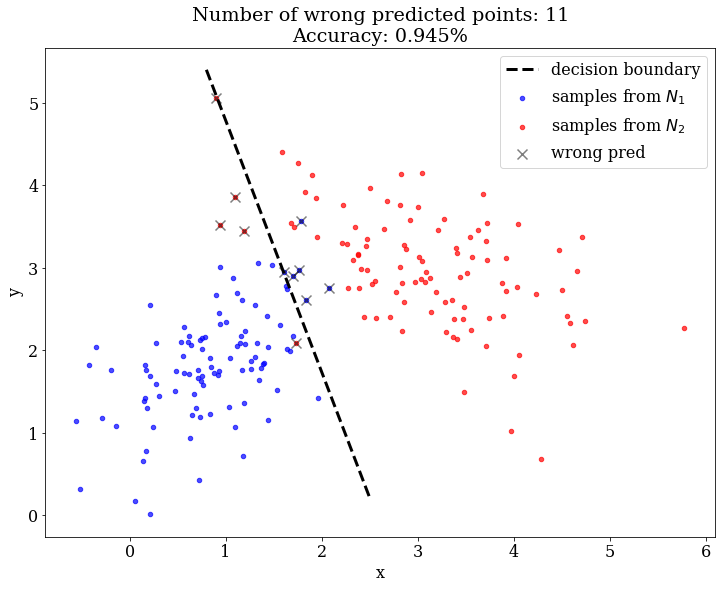 Number of wrong predicted points: 11
Accuracy: 0.945%
decision boundary
samples from N₁
samples from N₂
wrong pred
5
4
3
2
1
0
y
0 1 2 3 4 5 6
x